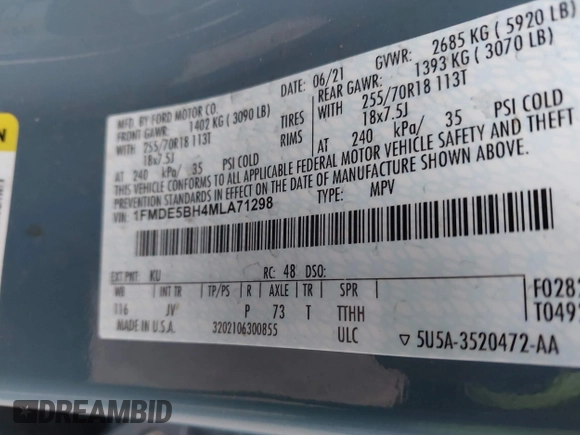 MFD. BY FORD MOTOR CO.
DATE: 06/21
GVWR: 2685 KG ( 5920 LB)
FRONT GAWR: 1402 KG ( 3090 LB)
REAR GAWR: 1393 KG ( 3070 LB)
WITH 255/70R18 113T TIRES
WITH 255/70R18 113T
18x7.5J RIMS
18x7.5J
AT 240 kPa/ 35 PSI COLD
AT 240 kPa/ 35 PSI COLD
THIS VEHICLE CONFORMS TO ALL APPLICABLE FEDERAL MOTOR VEHICLE SAFETY AND THEFT
PREVENTION STANDARDS IN EFFECT ON THE DATE OF MANUFACTURE SHOWN ABOVE.
VIN: 1FMDE5BH4MLA71298
TYPE: MPV
EXT PNT: KU RC: 48 DSO:
WB INT TR TP/PS R AXLE TR SPR
116 JV P 73 T TTHH
MADE IN U.S.A. 3202106300855 ULC
▽ 5U5A-3520472-AA
DREAMBID